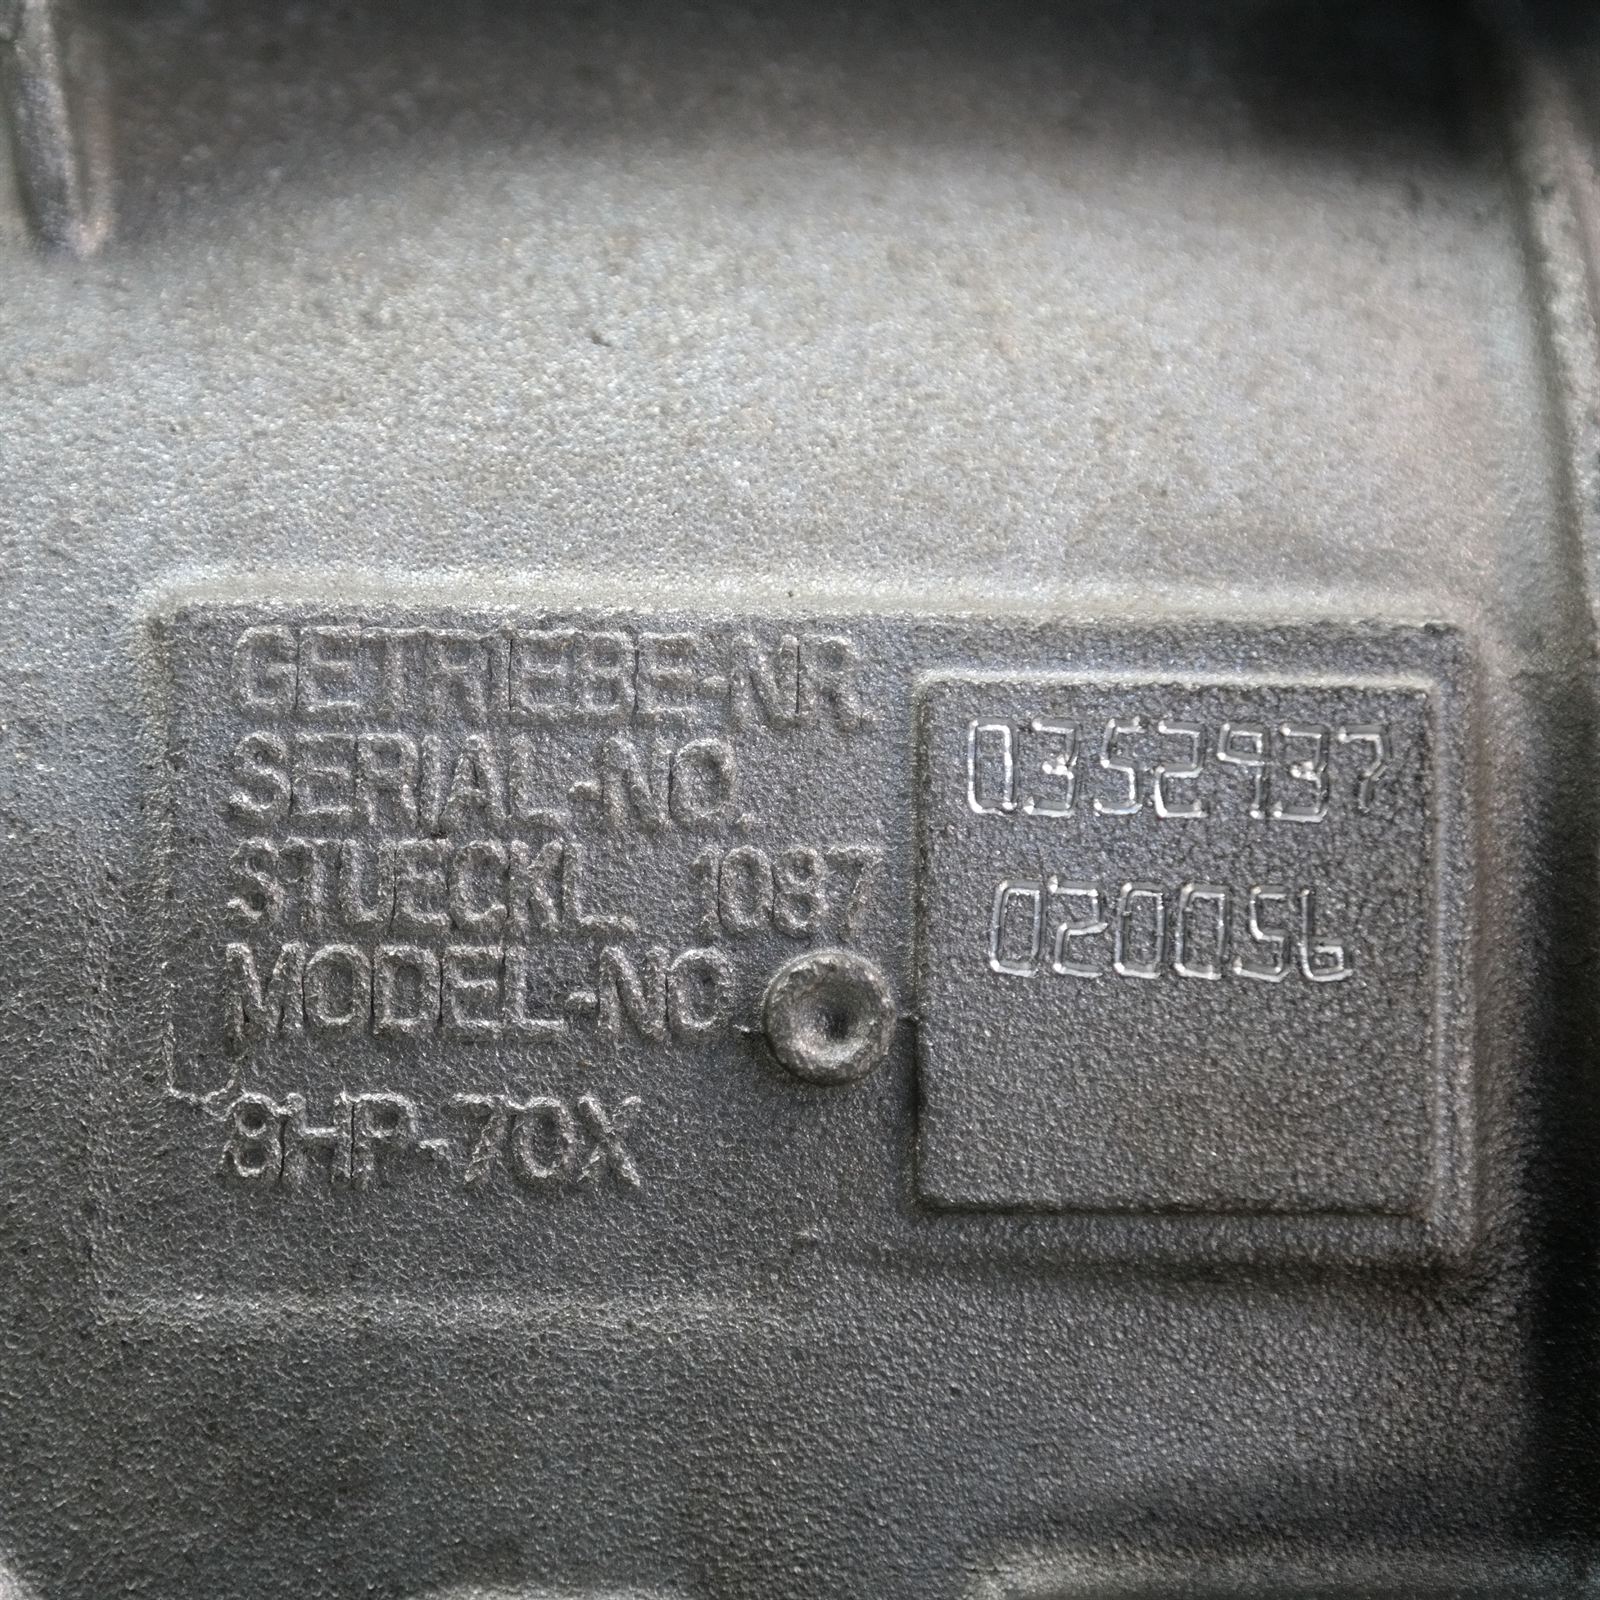 GETRIEBE-NR.
SERIAL-NO.
STUECKL. 1087
MODEL-NO.
8HP-70X
0352937
020056